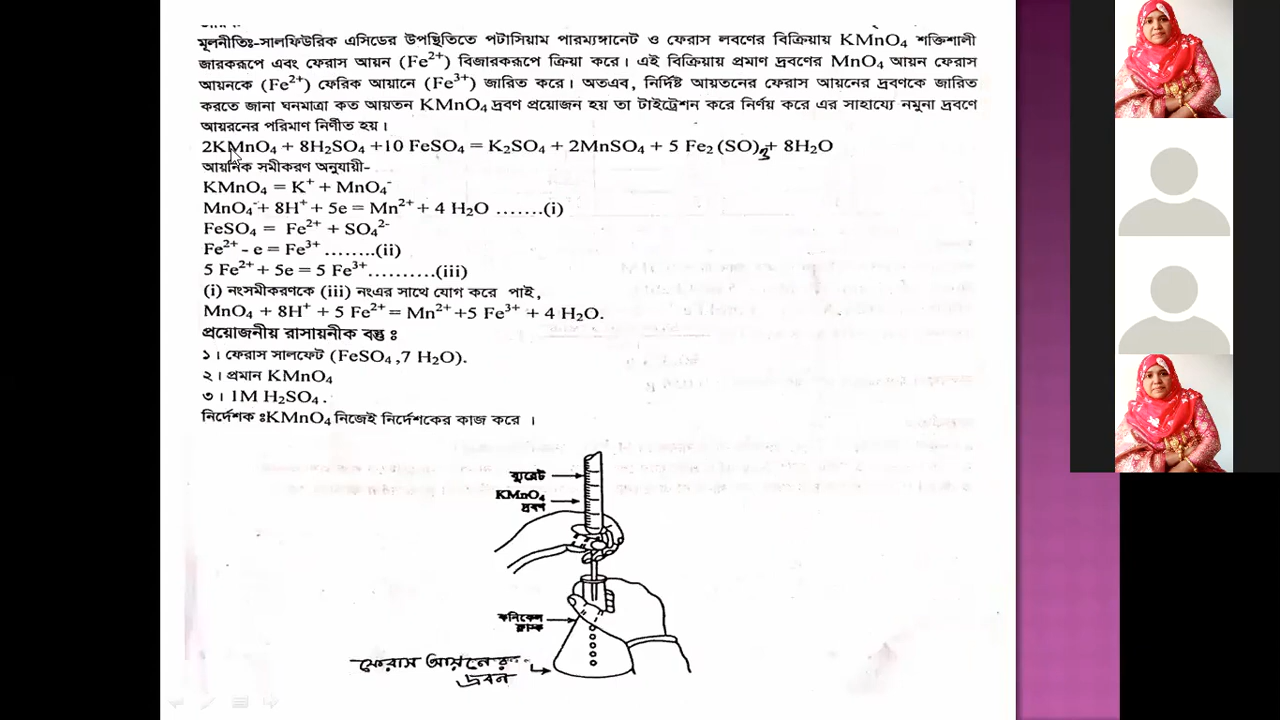 মূলনীতিঃ-সালফিউরিক এসিডের উপস্থিতিতে পটাসিয়াম পারম্যঙ্গানেট ও ফেরাস লবণের বিক্রিয়ায় KMnO₄ শক্তিশালী
জারকরূপে এবং ফেরাস আয়ন (Fe²⁺) বিজারকরূপে ক্রিয়া করে। এই বিক্রিয়ায় প্রমাণ দ্রবণের MnO₄ আয়ন ফেরাস
আয়নকে (Fe²⁺) ফেরিক আয়ানে (Fe³⁺) জারিত করে। অতএব, নির্দিষ্ট আয়তনের ফেরাস আয়নের দ্রবণকে জারিত
করতে জানা ঘনমাত্রা কত আয়তন KMnO₄ দ্রবণ প্রয়োজন হয় তা টাইট্রেশন করে নির্ণয় করে এর সাহায্যে নমুনা দ্রবণে
আয়রনের পরিমাণ নির্ণীত হয়।
2KMnO₄ + 8H₂SO₄ +10 FeSO₄ = K₂SO₄ + 2MnSO₄ + 5 Fe₂ (SO)₃+ 8H₂O
আয়নিক সমীকরণ অনুযায়ী-
KMnO₄ = K⁺ + MnO₄⁻
MnO₄⁻+ 8H⁺ + 5e = Mn²⁺ + 4 H₂O .......(i)
FeSO₄ = Fe²⁺ + SO₄²⁻
Fe²⁺ - e = Fe³⁺ ........(ii)
5 Fe²⁺ + 5e = 5 Fe³⁺..........(iii)
(i) নংসমীকরণকে (iii) নংএর সাথে যোগ করে পাই,
MnO₄ + 8H⁺ + 5 Fe²⁺ = Mn²⁺ +5 Fe³⁺ + 4 H₂O.
প্রয়োজনীয় রাসায়নীক বস্তু ঃ
১। ফেরাস সালফেট (FeSO₄ ,7 H₂O).
২। প্রমান KMnO₄
৩। 1M H₂SO₄ .
নির্দেশক ঃKMnO₄ নিজেই নির্দেশকের কাজ করে ।
ব্যুরেট
KMnO₄
দ্রবণ
কনিকেল
ফ্লাস্ক
ফেরাস আয়নের
দ্রবন